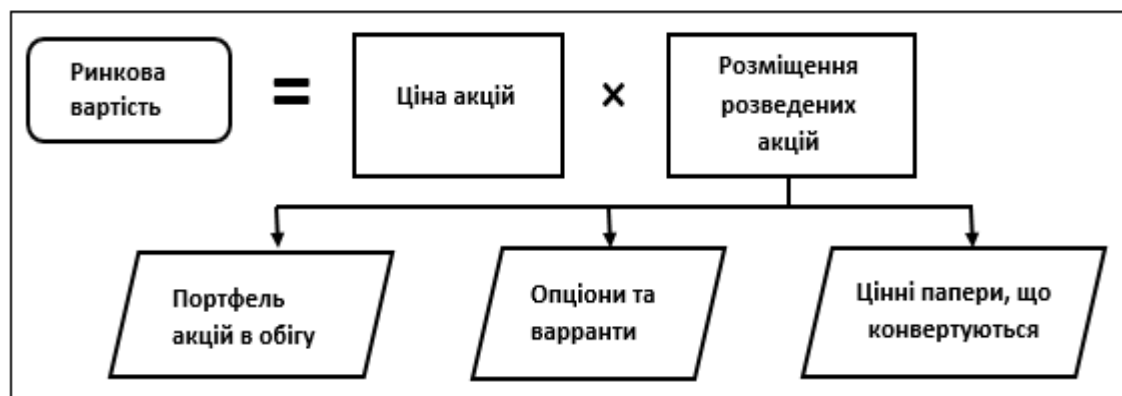 Ринкова
вартість
=
Ціна акцій
×
Розміщення
розведених
акцій
Портфель
акцій в обігу
Опціони та
варранти
Цінні папери, що
конвертуються